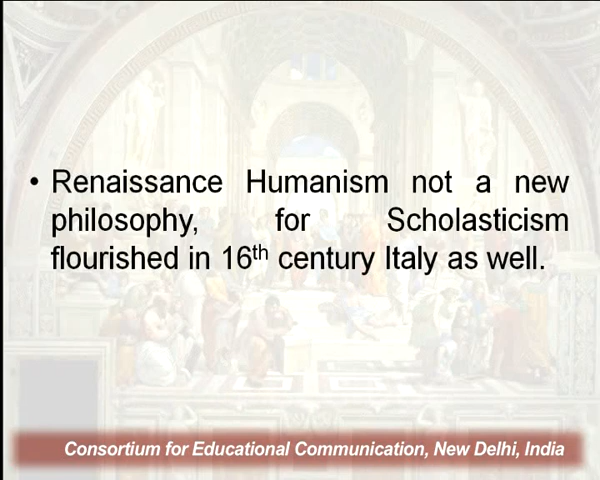 • Renaissance Humanism not a new
philosophy, for Scholasticism
flourished in 16th century Italy as well.
Consortium for Educational Communication, New Delhi, India